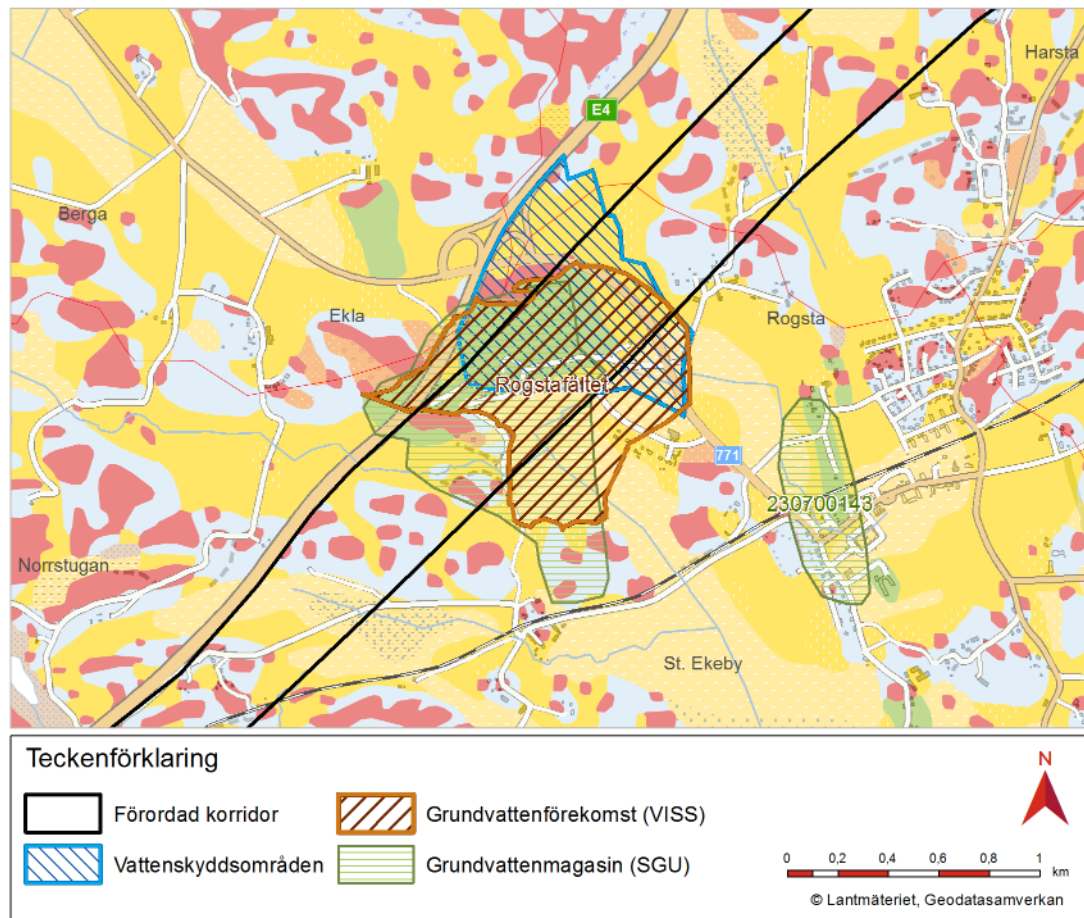 Harsta
E4
Berga
Ekla
Rogsta
Rogstafältet
771
230700143
Norrstugan
St. Ekeby
Teckenförklaring
Förordad korridor
Grundvattenförekomst (VISS)
Vattenskyddsområden
Grundvattenmagasin (SGU)
N
0 0,2 0,4 0,6 0,8 1
km
© Lantmäteriet, Geodatasamverkan